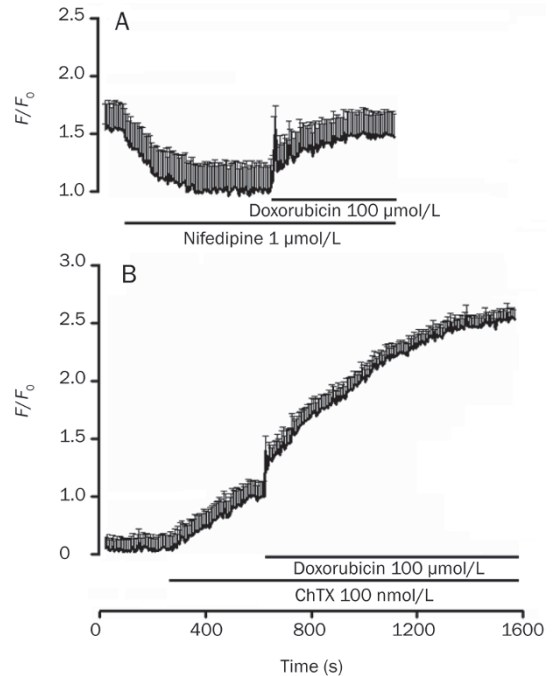 A
2.5
2.0
1.5
1.0
F/F₀
Doxorubicin 100 µmol/L
Nifedipine 1 µmol/L
B
3.0
2.5
2.0
1.5
1.0
0
F/F₀
Doxorubicin 100 µmol/L
ChTX 100 nmol/L
0 400 800 1200 1600
Time (s)